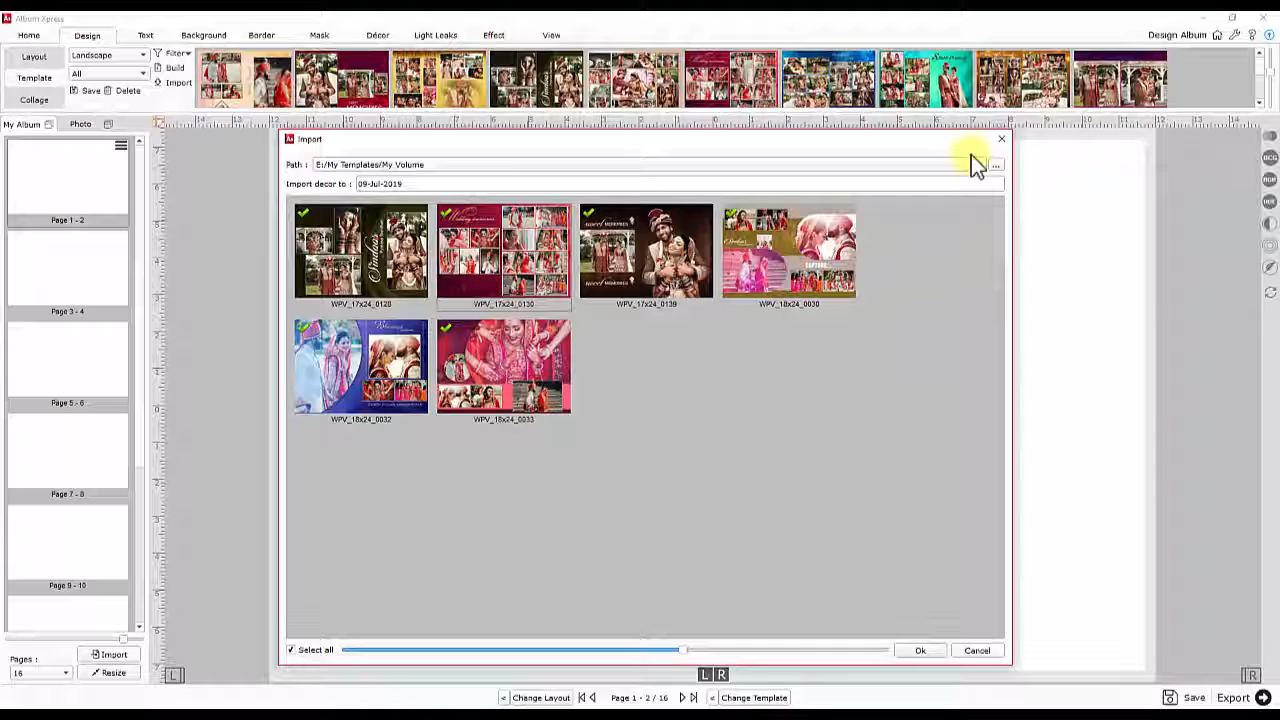 Album Xpress
Home Design Text Background Border Mask Décor Light Leaks Effect View Design Album
Layout Landscape Filter
Template All Build
Collage Save Delete Import
My Album Photo
Import
Path : E:/My Templates/My Volume ...
Import decor to : 09-Jul-2019
WPV_17x24_0128 WPV_17x24_0130 WPV_17x24_0139 WPV_18x24_0030
WPV_18x24_0032 WPV_18x24_0033
Page 1 - 2
Page 3 - 4
Page 5 - 6
Page 7 - 8
Page 9 - 10
Select all Ok Cancel
Pages : Import
16 Resize
L L R R
< Change Layout Page 1 - 2 / 16 < Change Template Save Export